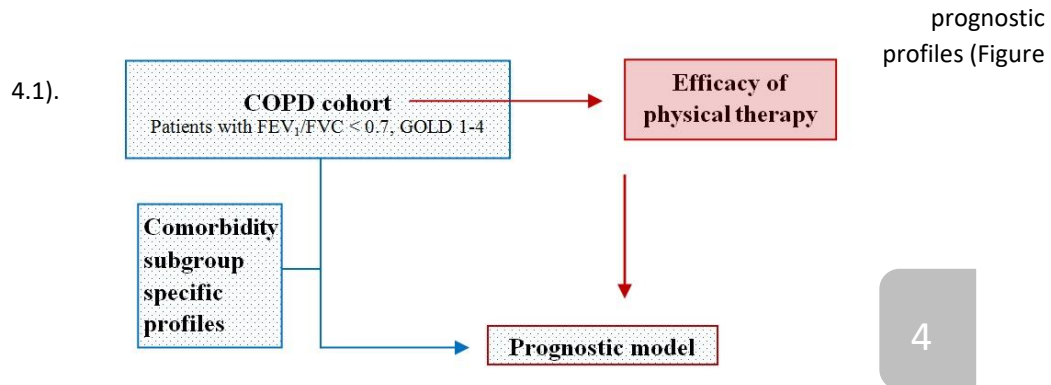 prognostic
profiles (Figure
4.1).
COPD cohort
Patients with FEV₁/FVC < 0.7, GOLD 1-4
Efficacy of
physical therapy
Comorbidity
subgroup
specific
profiles
Prognostic model
4